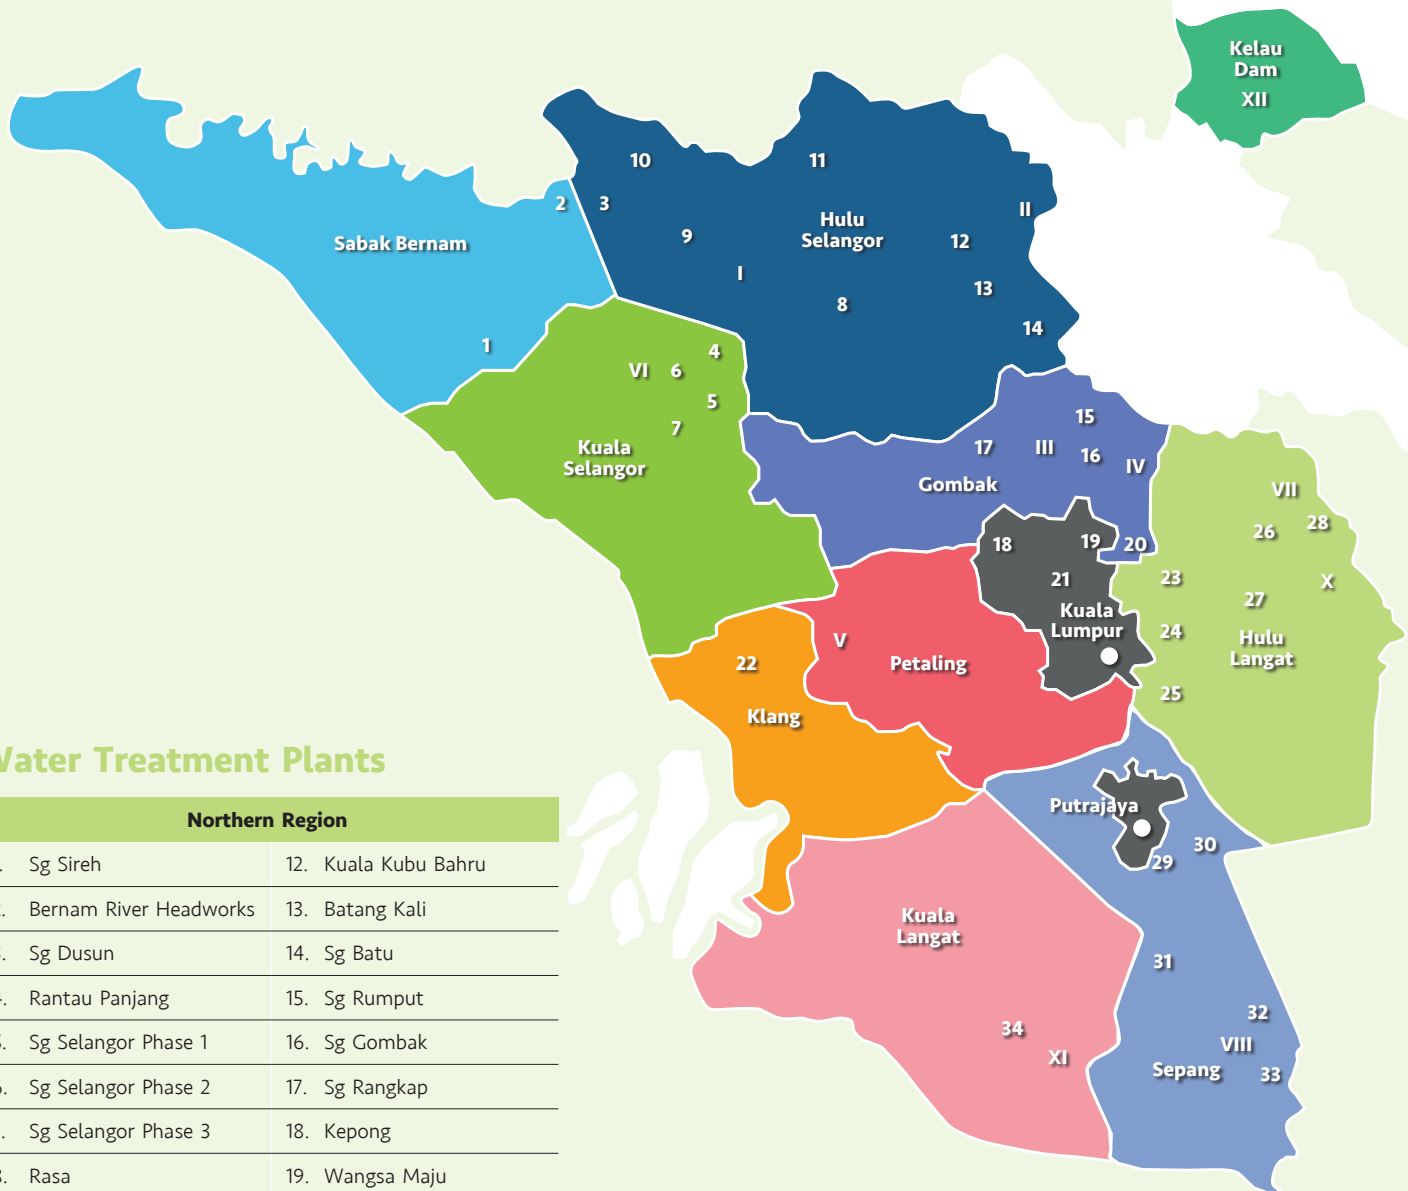 Kelau
Dam
XII
10
11
2
3
II
Hulu
Selangor
9
12
Sabak Bernam
I
13
8
14
1
4
VI
6
5
15
7
17
III
16
Kuala
Selangor
IV
Gombak
VII
28
26
18
19
20
21
23
X
27
Kuala
Lumpur
24
V
Hulu
Langat
22
Petaling
25
Klang
Water Treatment Plants
Putrajaya
Northern Region
30
29
Sg Sireh
12. Kuala Kubu Bahru
Bernam River Headworks
13. Batang Kali
Kuala
Langat
Sg Dusun
14. Sg Batu
31
Rantau Panjang
15. Sg Rumput
32
34
Sg Selangor Phase 1
16. Sg Gombak
VIII
XI
Sepang
33
Sg Selangor Phase 2
17. Sg Rangkap
Sg Selangor Phase 3
18. Kepong
Rasa
19. Wangsa Maju